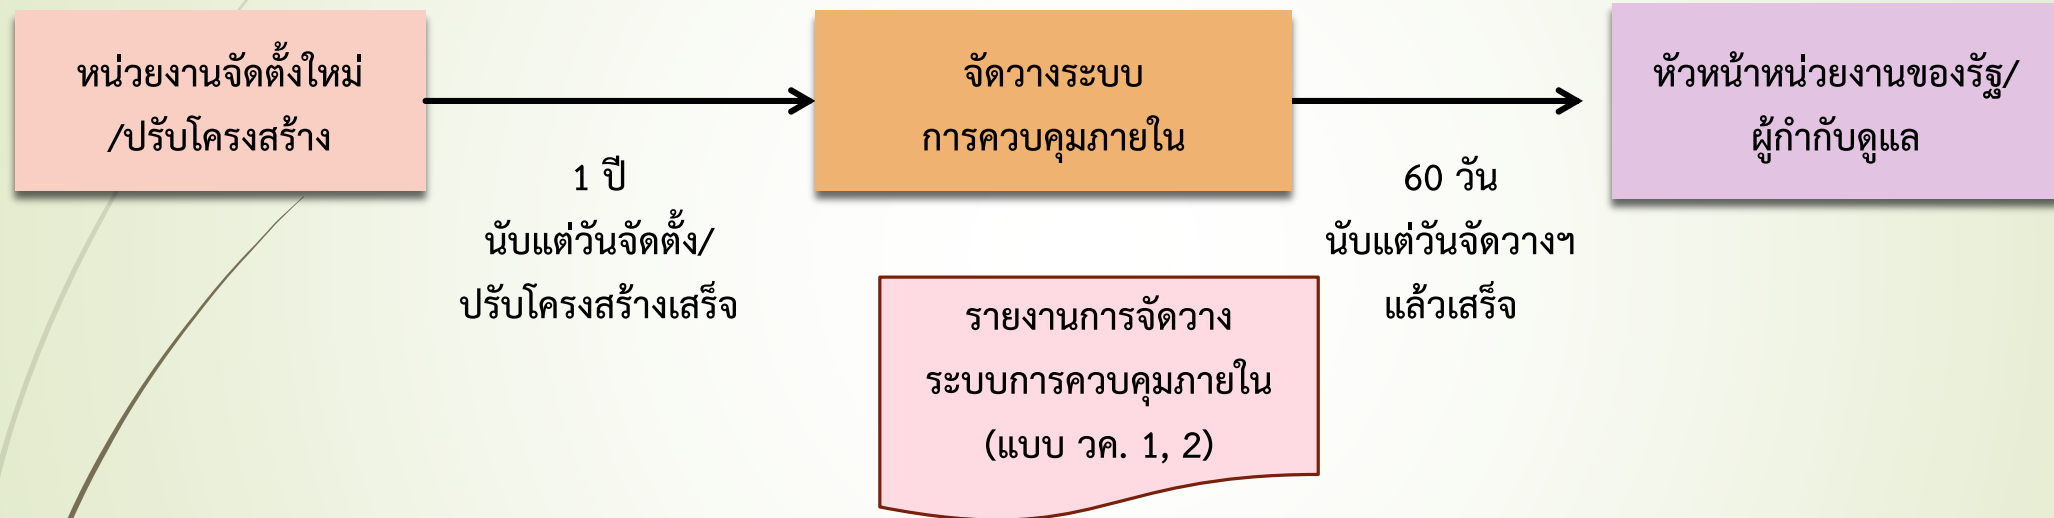 หน่วยงานจัดตั้งใหม่
/ปรับโครงสร้าง
1 ปี
นับแต่วันจัดตั้ง/
ปรับโครงสร้างเสร็จ
จัดวางระบบ
การควบคุมภายใน
รายงานการจัดวาง
ระบบการควบคุมภายใน
(แบบ วค. 1, 2)
60 วัน
นับแต่วันจัดวางฯ
แล้วเสร็จ
หัวหน้าหน่วยงานของรัฐ/
ผู้กำกับดูแล